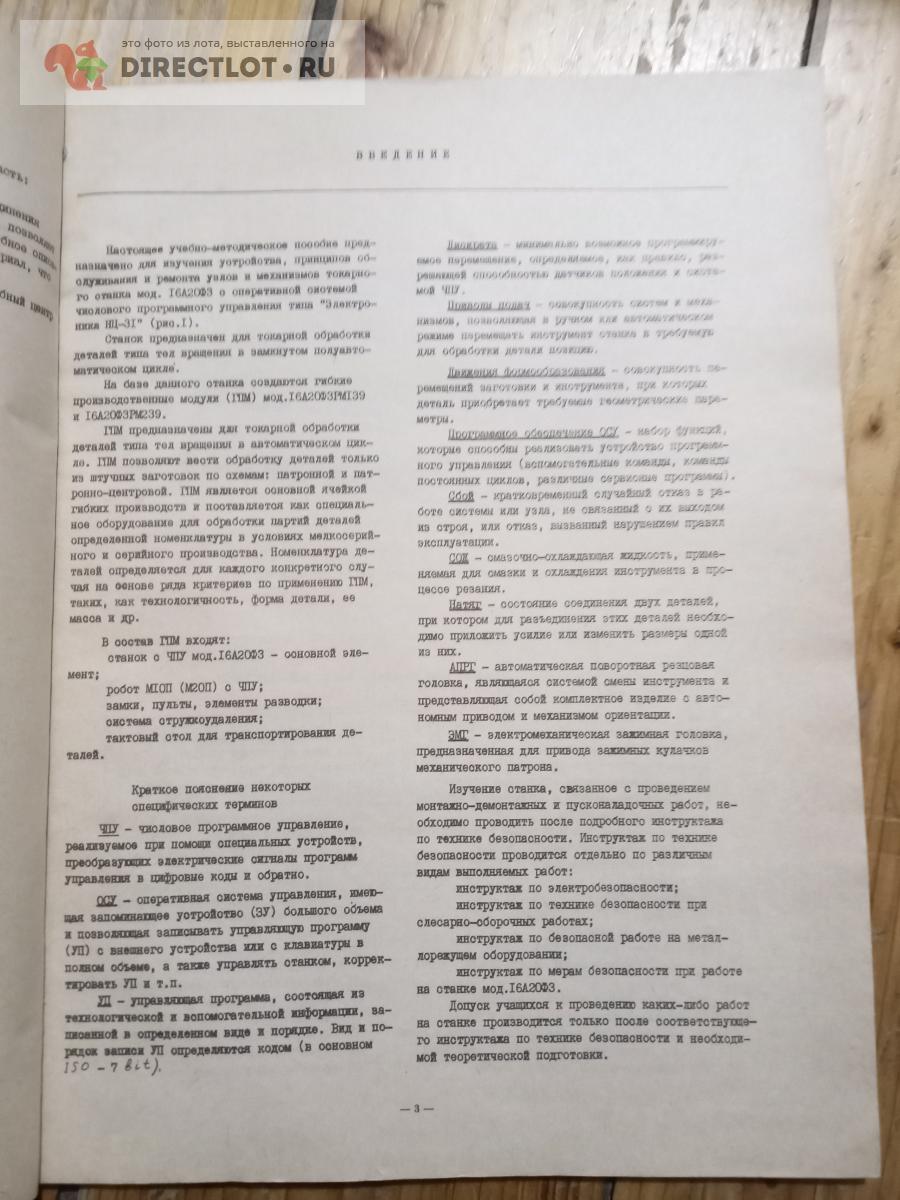 это фото из лота, выставленного на
DIRECTLOT.RU
ость:
динения
позволяют
бное описа
риал, что
бный центр
ВВЕДЕНИЕ
Настоящее учебно-методическое пособие пред-
назначено для изучения устройства, принципов об-
служивания и ремонта узлов и механизмов токарно-
го станка мод. 16А20Ф3 с оперативной системой
числового программного управления типа "Электро-
ника НЦ-31" (рис.1).
Станок предназначен для токарной обработки
деталей типа тел вращения в замкнутом полуавто-
матическом цикле.
На базе данного станка создаются гибкие
производственные модули (ГПМ) мод.16А20Ф3РМ139
и 16А20Ф3РМ239.
ГПМ предназначены для токарной обработки
деталей типа тел вращения в автоматическом цик-
ле. ГПМ позволяют вести обработку деталей только
из штучных заготовок по схемам: патронной и пат-
ронно-центровой. ГПМ является основной ячейкой
гибких производств и поставляется как специаль-
ное оборудование для обработки партий деталей
определенной номенклатуры в условиях мелкосерий-
ного и серийного производства. Номенклатура де-
талей определяется для каждого конкретного слу-
чая на основе ряда критериев по применению ГПМ,
таких, как технологичность, форма детали, ее
масса и др.
В состав ГПМ входят:
станок с ЧПУ мод.16А20Ф3 - основной эле-
мент;
робот М10П (М20П) с ЧПУ;
замки, пульты, элементы разводки;
система стружкоудаления;
тактовый стол для транспортирования де-
талей.
Краткое пояснение некоторых
специфических терминов
ЧПУ - числовое программное управление,
реализуемое при помощи специальных устройств,
преобразующих электрические сигналы программ
управления в цифровые коды и обратно.
ОСУ - оперативная система управления, имею-
щая запоминающее устройство (ЗУ) большого объема
и позволяющая записывать управляющую программу
(УП) с внешнего устройства или с клавиатуры в
полном объеме, а также управлять станком, коррек-
тировать УП и т.п.
УП - управляющая программа, состоящая из
технологической и вспомогательной информации, за-
писанной в определенном виде и порядке. Вид и по-
рядок записи УП определяются кодом (в основном
ISO - 7 bit).
Дискрета - минимально возможное программиру-
емое перемещение, определяемое, как правило, раз-
решающей способностью датчиков положения и систе-
мой ЧПУ.
Приводы подач - совокупность систем и меха-
низмов, позволяющая в ручном или автоматическом
режиме перемещать инструмент станка в требуемую
для обработки детали позицию.
Движения формообразования - совокупность пе-
ремещений заготовки и инструмента, при которых
деталь приобретает требуемые геометрические пара-
метры.
Программное обеспечение ОСУ - набор функций,
которые способны реализовать устройство программ-
ного управления (вспомогательные команды, команды
постоянных циклов, различные сервисные программы).
Сбой - кратковременный случайный отказ в ра-
боте системы или узла, не связанный с их выходом
из строя, или отказ, вызванный нарушением правил
эксплуатации.
СОЖ - смазочно-охлаждающая жидкость, приме-
няемая для смазки и охлаждения инструмента в про-
цессе резания.
Натяг - состояние соединения двух деталей,
при котором для разъединения этих деталей необхо-
димо приложить усилие или изменить размеры одной
из них.
АПРГ - автоматическая поворотная резцовая
головка, являющаяся системой смены инструмента и
представляющая собой комплектное изделие с авто-
номным приводом и механизмом ориентации.
ЭМГ - электромеханическая зажимная головка,
предназначенная для привода зажимных кулачков
механического патрона.
Изучение станка, связанное с проведением
монтажно-демонтажных и пусконаладочных работ, не-
обходимо проводить после подробного инструктажа
по технике безопасности. Инструктаж по технике
безопасности проводится отдельно по различным
видам выполняемых работ:
инструктаж по электробезопасности;
инструктаж по технике безопасности при
слесарно-сборочных работах;
инструктаж по безопасной работе на метал-
лорежущем оборудовании;
инструктаж по мерам безопасности при работе
на станке мод.16А20Ф3.
Допуск учащихся к проведению каких-либо работ
на станке производится только после соответствующе-
го инструктажа по технике безопасности и необходи-
мой теоретической подготовки.
— 3 —